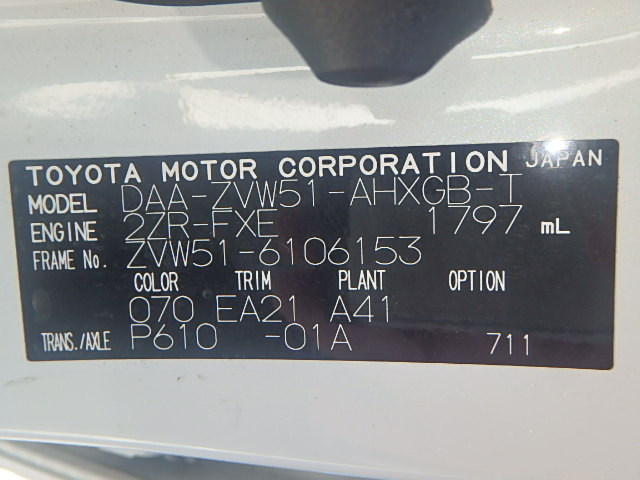 TOYOTA MOTOR CORPORATION JAPAN
MODEL DAA-ZVW51-AHXGB-T
ENGINE 2ZR-FXE 1797 mL
FRAME No. ZVW51-6106153
COLOR TRIM PLANT OPTION
070 EA21 A41
TRANS./AXLE P610 -01A 711